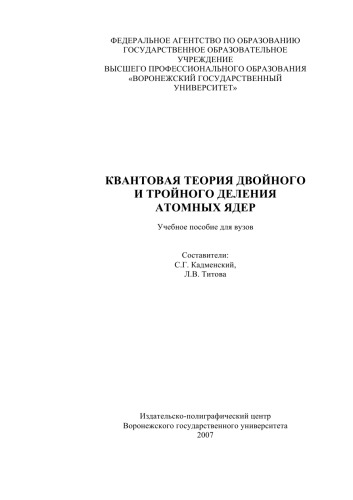 ФЕДЕРАЛЬНОЕ АГЕНТСТВО ПО ОБРАЗОВАНИЮ
ГОСУДАРСТВЕННОЕ ОБРАЗОВАТЕЛЬНОЕ
УЧРЕЖДЕНИЕ
ВЫСШЕГО ПРОФЕССИОНАЛЬНОГО ОБРАЗОВАНИЯ
«ВОРОНЕЖСКИЙ ГОСУДАРСТВЕННЫЙ
УНИВЕРСИТЕТ»
КВАНТОВАЯ ТЕОРИЯ ДВОЙНОГО
И ТРОЙНОГО ДЕЛЕНИЯ
АТОМНЫХ ЯДЕР
Учебное пособие для вузов
Составители:
С.Г. Кадменский,
Л.В. Титова
Издательско-полиграфический центр
Воронежского государственного университета
2007